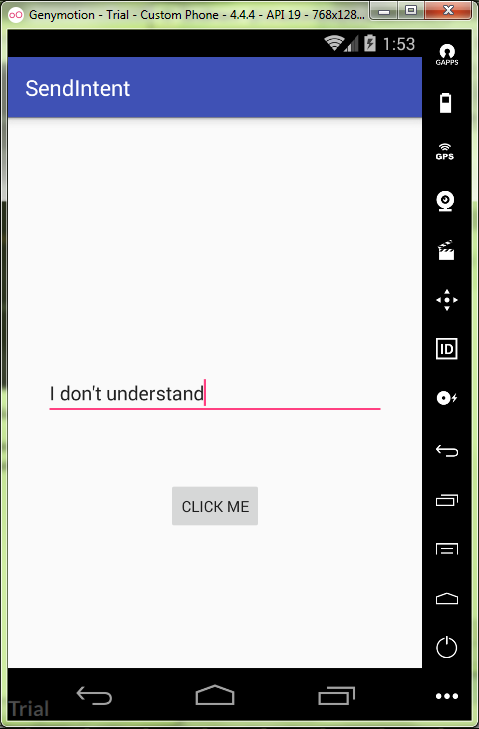 Genymotion - Trial - Custom Phone - 4.4.4 - API 19 - 768x128...
1:53
GAPPS
SendIntent
GPS
ID
I don't understand
CLICK ME
Trial